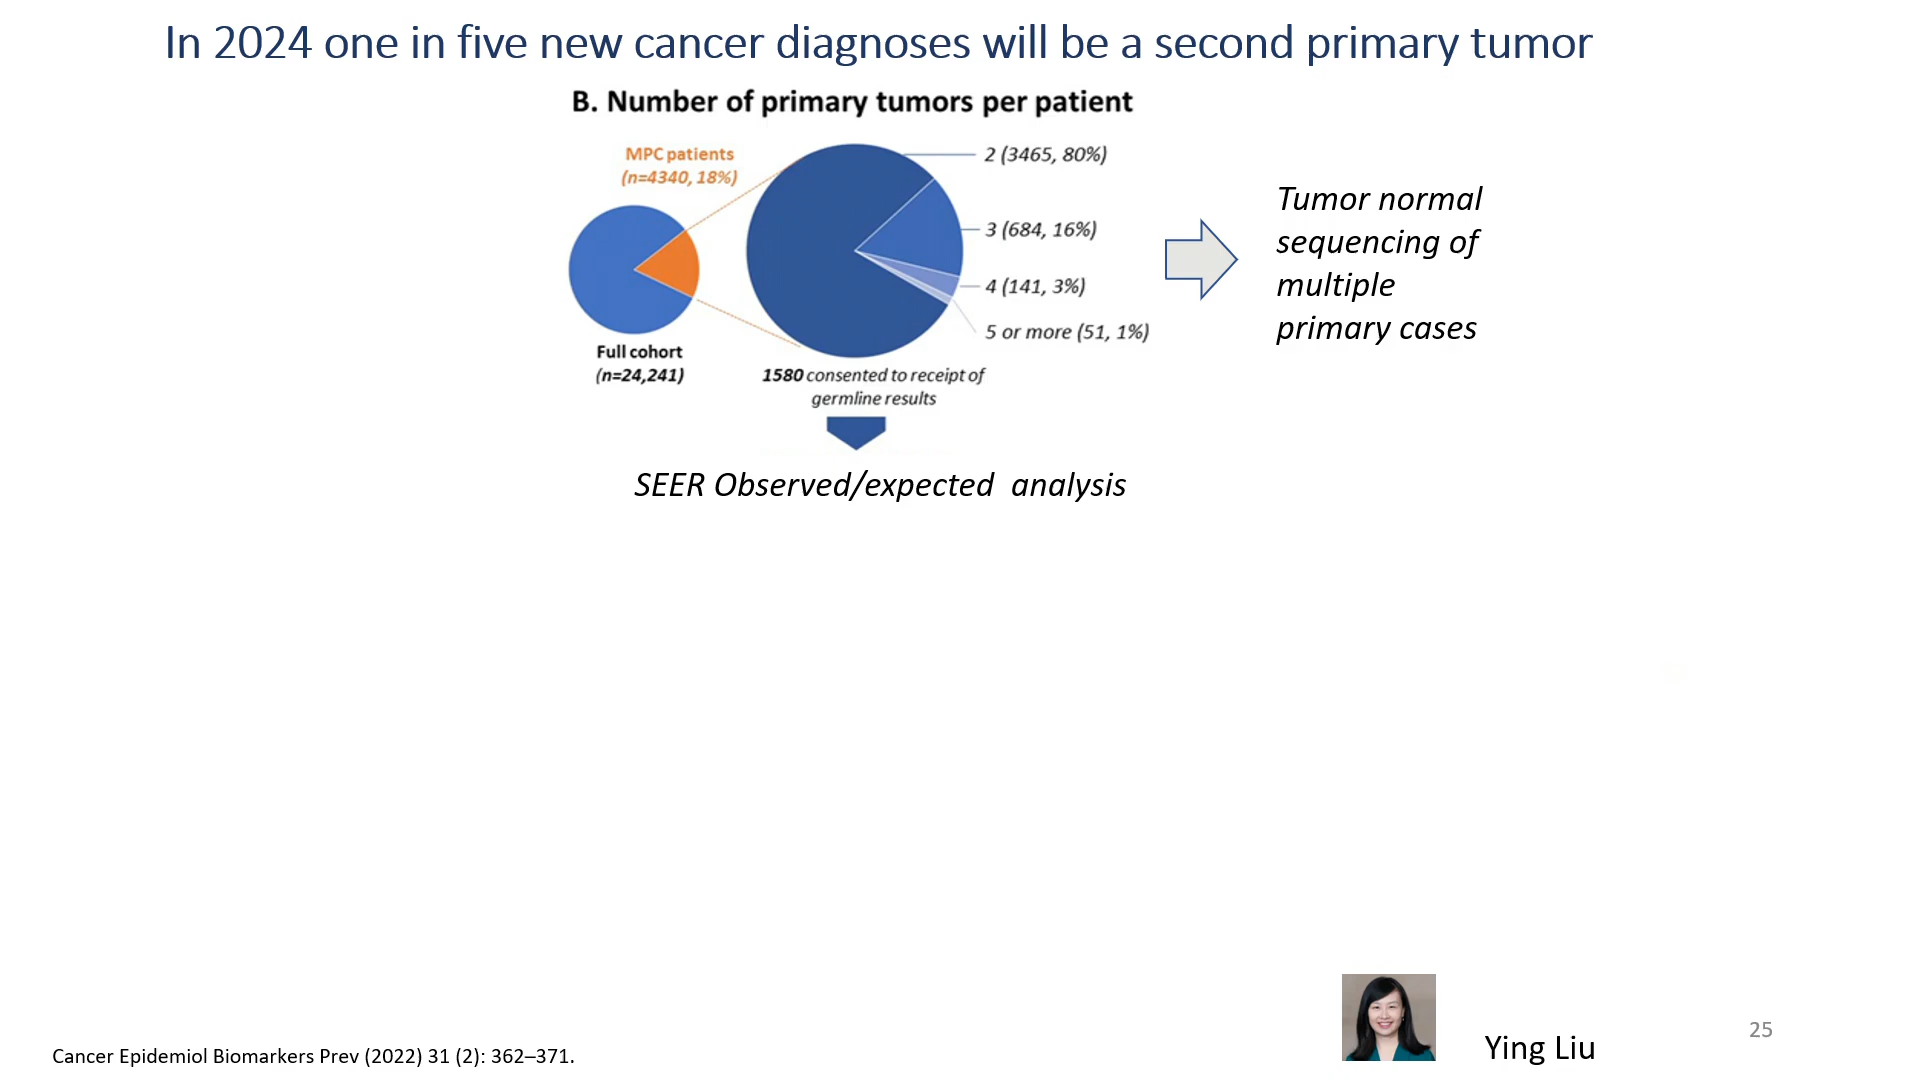 In 2024 one in five new cancer diagnoses will be a second primary tumor
B. Number of primary tumors per patient
MPC patients
(n=4340, 18%)
2 (3465, 80%)
3 (684, 16%)
4 (141, 3%)
5 or more (51, 1%)
Full cohort
(n=24,241)
1580 consented to receipt of
germline results
Tumor normal
sequencing of
multiple
primary cases
SEER Observed/expected  analysis
Ying Liu
25
Cancer Epidemiol Biomarkers Prev (2022) 31 (2): 362–371.